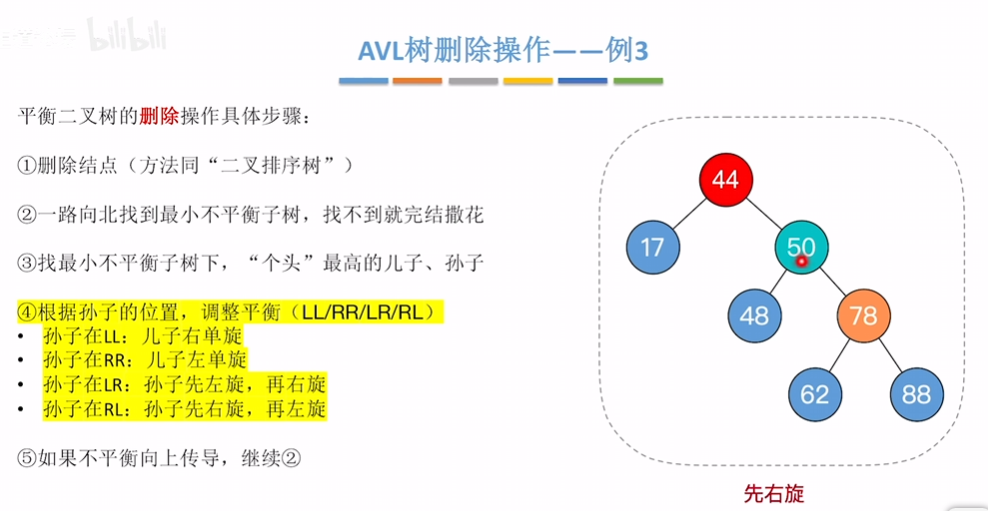 bilibili
AVL树删除操作——例3
平衡二叉树的删除操作具体步骤：
①删除结点（方法同“二叉排序树”）
②一路向北找到最小不平衡子树，找不到就完结撒花
③找最小不平衡子树下，“个头”最高的儿子、孙子
④根据孙子的位置，调整平衡（LL/RR/LR/RL）
• 孙子在LL：儿子右单旋
• 孙子在RR：儿子左单旋
• 孙子在LR：孙子先左旋，再右旋
• 孙子在RL：孙子先右旋，再左旋
⑤如果不平衡向上传导，继续②
44
17 50
48 78
62 88
先右旋